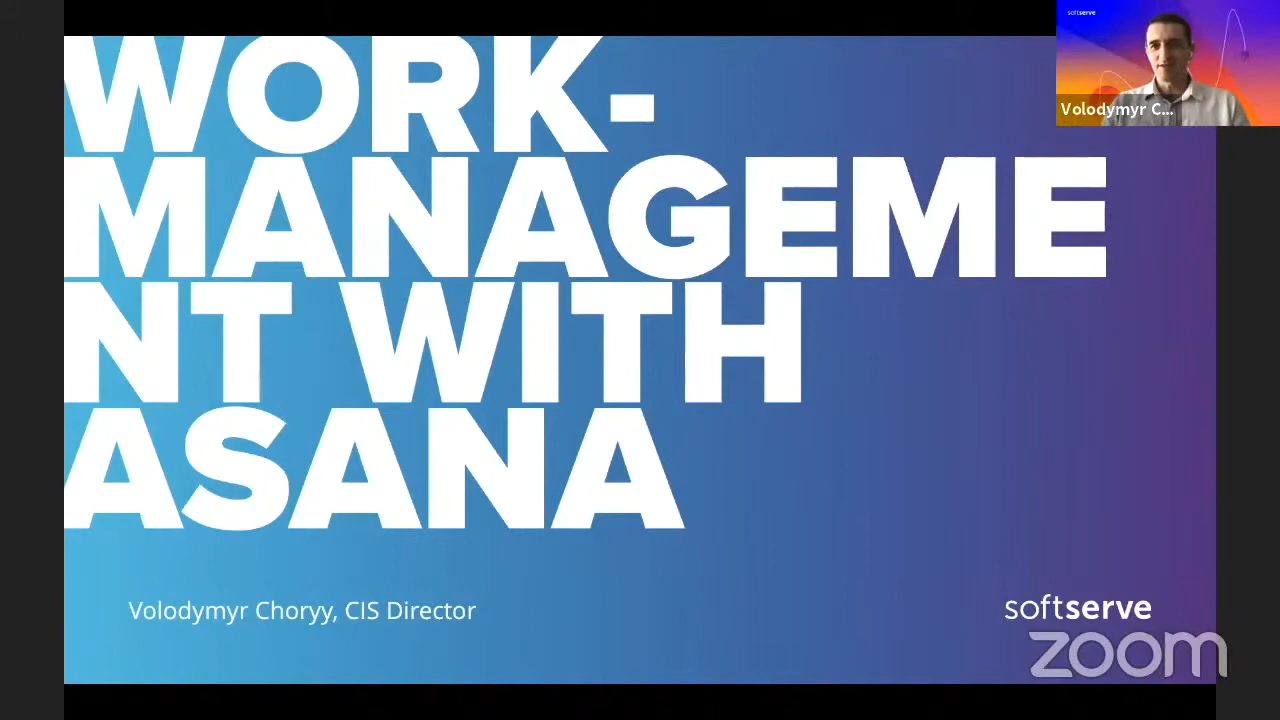 softserve
Volodymyr C...
WORK-
MANAGEME
NT WITH
ASANA
Volodymyr Choryy, CIS Director
softserve
zoom